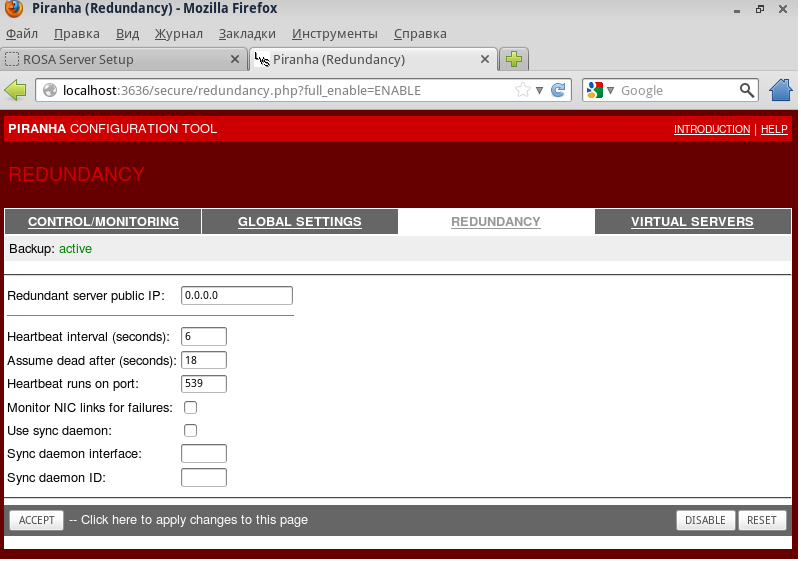 Piranha (Redundancy) - Mozilla Firefox
Файл Правка Вид Журнал Закладки Инструменты Справка
ROSA Server Setup Piranha (Redundancy)
localhost:3636/secure/redundancy.php?full_enable=ENABLE Google
PIRANHA CONFIGURATION TOOL INTRODUCTION | HELP
REDUNDANCY
CONTROL/MONITORING GLOBAL SETTINGS REDUNDANCY VIRTUAL SERVERS
Backup: active
Redundant server public IP: 0.0.0.0
Heartbeat interval (seconds): 6
Assume dead after (seconds): 18
Heartbeat runs on port: 539
Monitor NIC links for failures:
Use sync daemon:
Sync daemon interface:
Sync daemon ID:
ACCEPT -- Click here to apply changes to this page DISABLE RESET